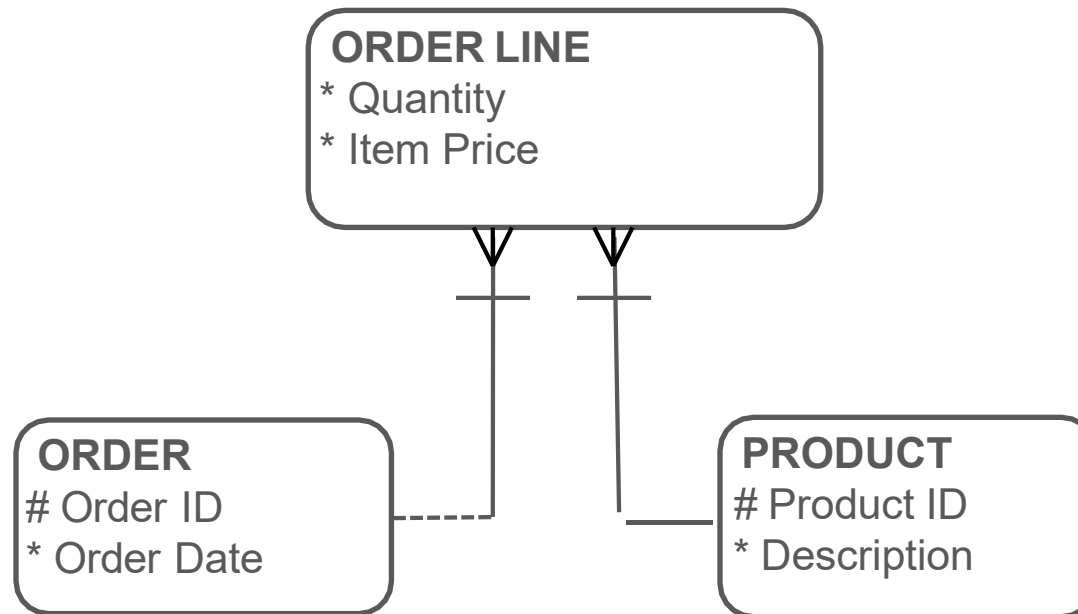 ORDER LINE
* Quantity
* Item Price
ORDER
# Order ID
* Order Date
PRODUCT
# Product ID
* Description